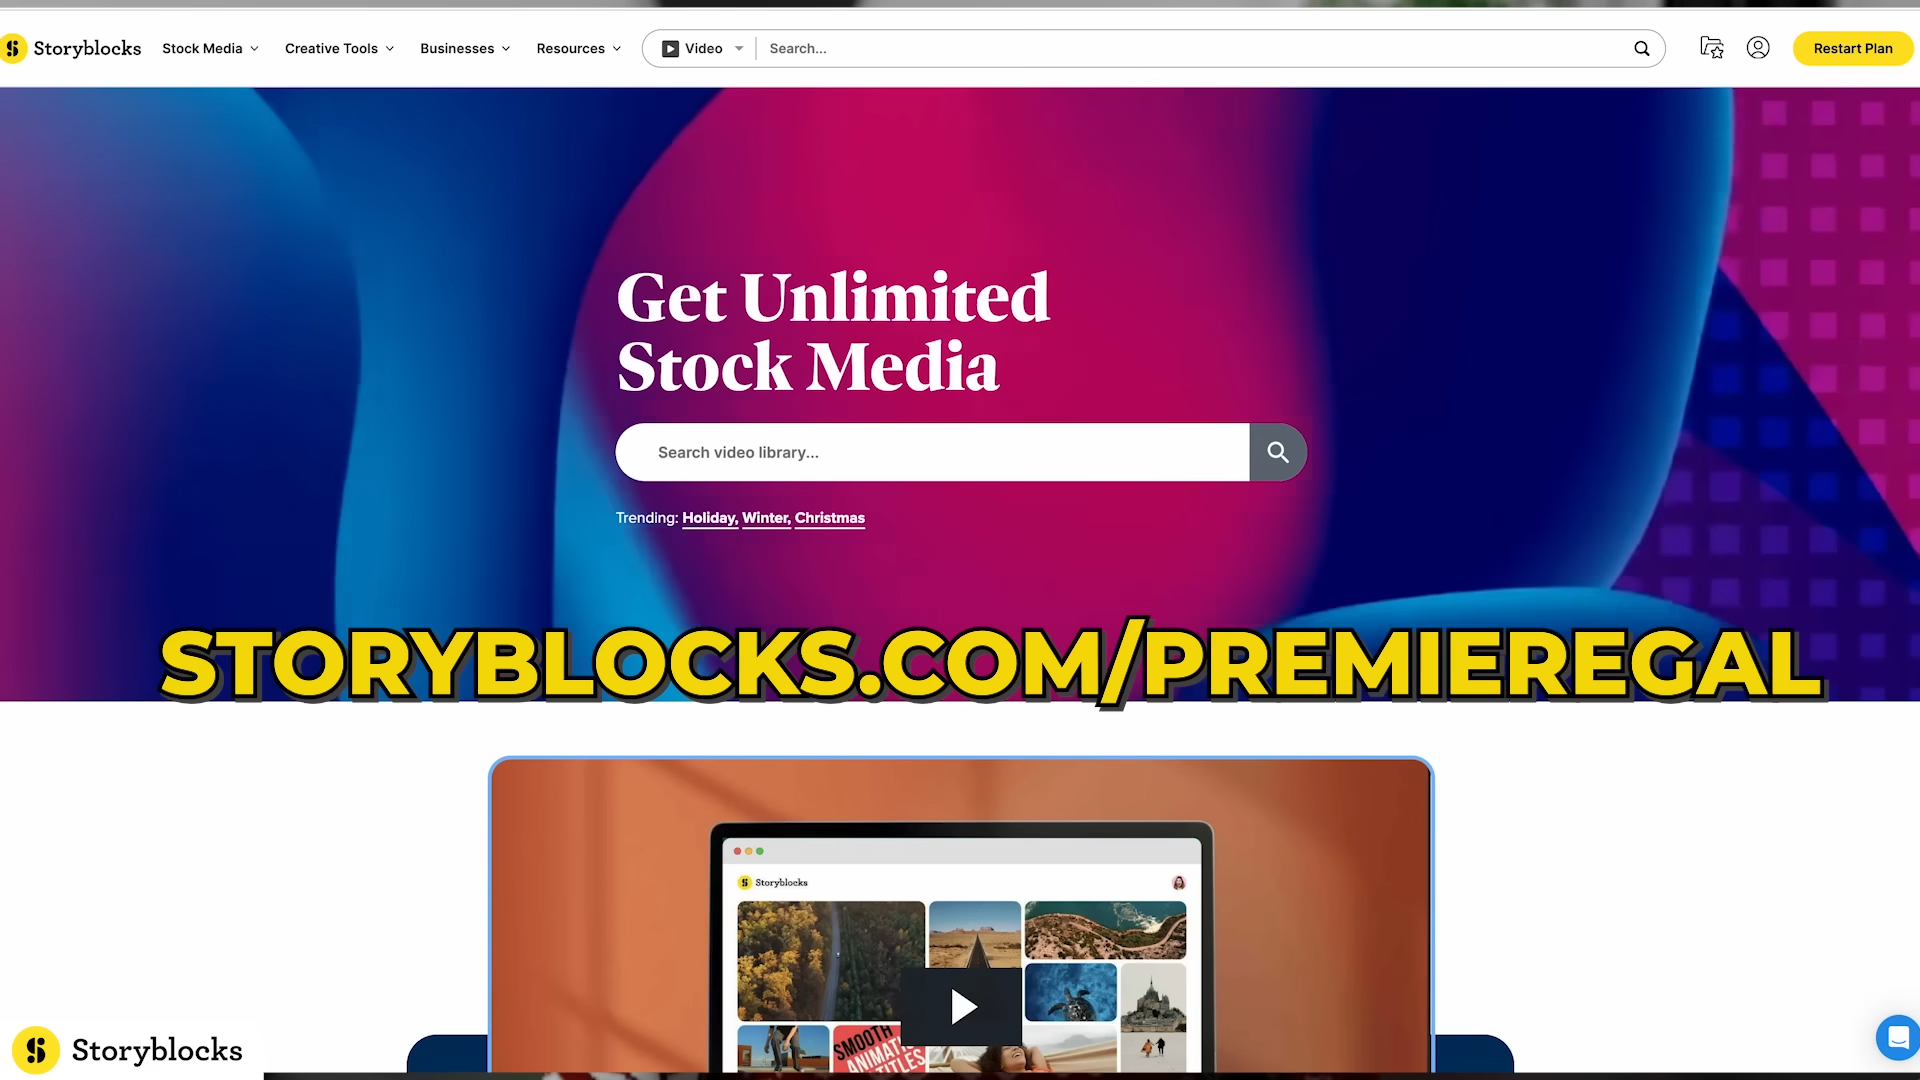 Storyblocks
Stock Media
Creative Tools
Businesses
Resources
Video
Search...
Restart Plan
Get Unlimited
Stock Media
Search video library...
Trending: Holiday, Winter, Christmas
STORYBLOCKS.COM/PREMIEREGAL
Storyblocks
SMOOTH
ANIMAT
TITLES
Storyblocks